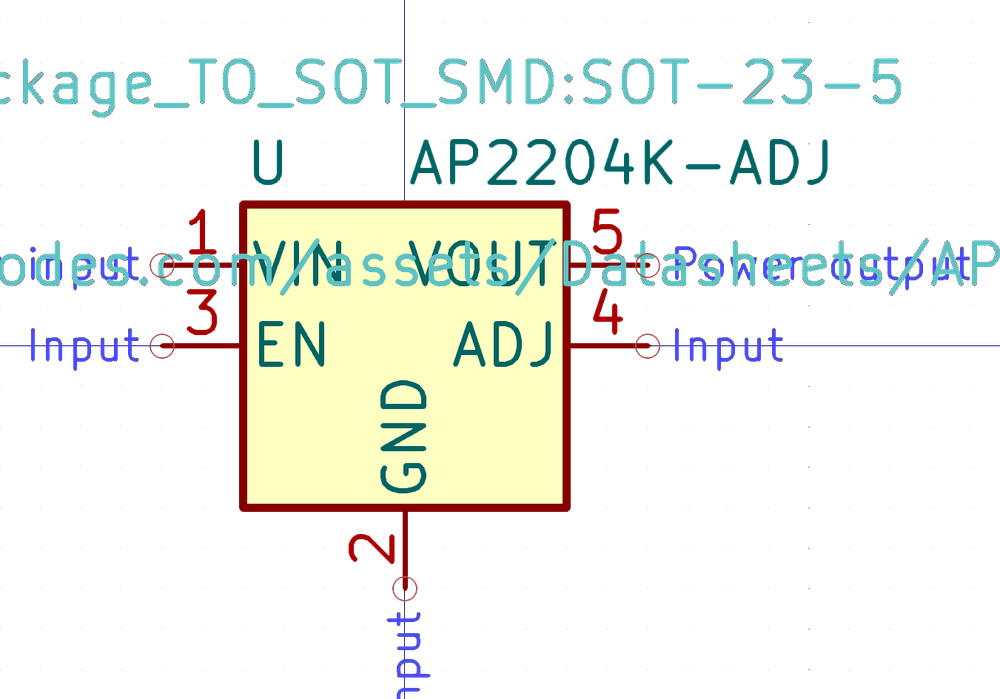 ckage_TO_SOT_SMD:SOT-23-5
U AP2204K-ADJ
1 5
input VIN VOUT Power output
odes.com/assets/Datasheets/AP
3 4
Input EN ADJ Input
GND
2
nput